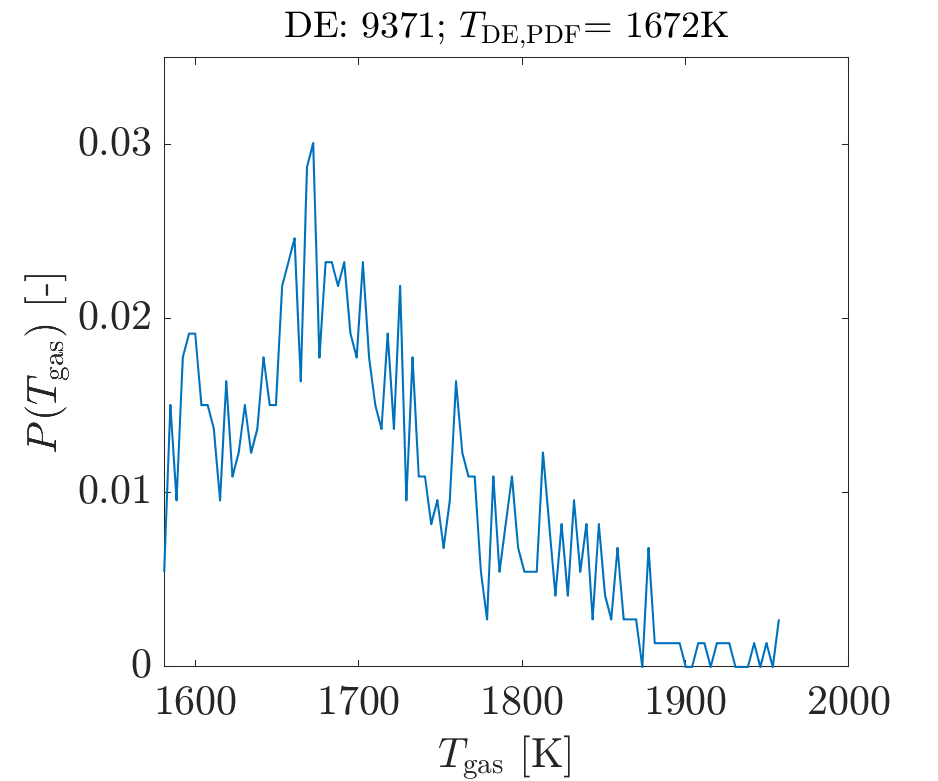 DE: 9371; T_DE,PDF= 1672K
P(T_gas) [-]
0.03
0.02
0.01
0
1600 1700 1800 1900 2000
T_gas [K]